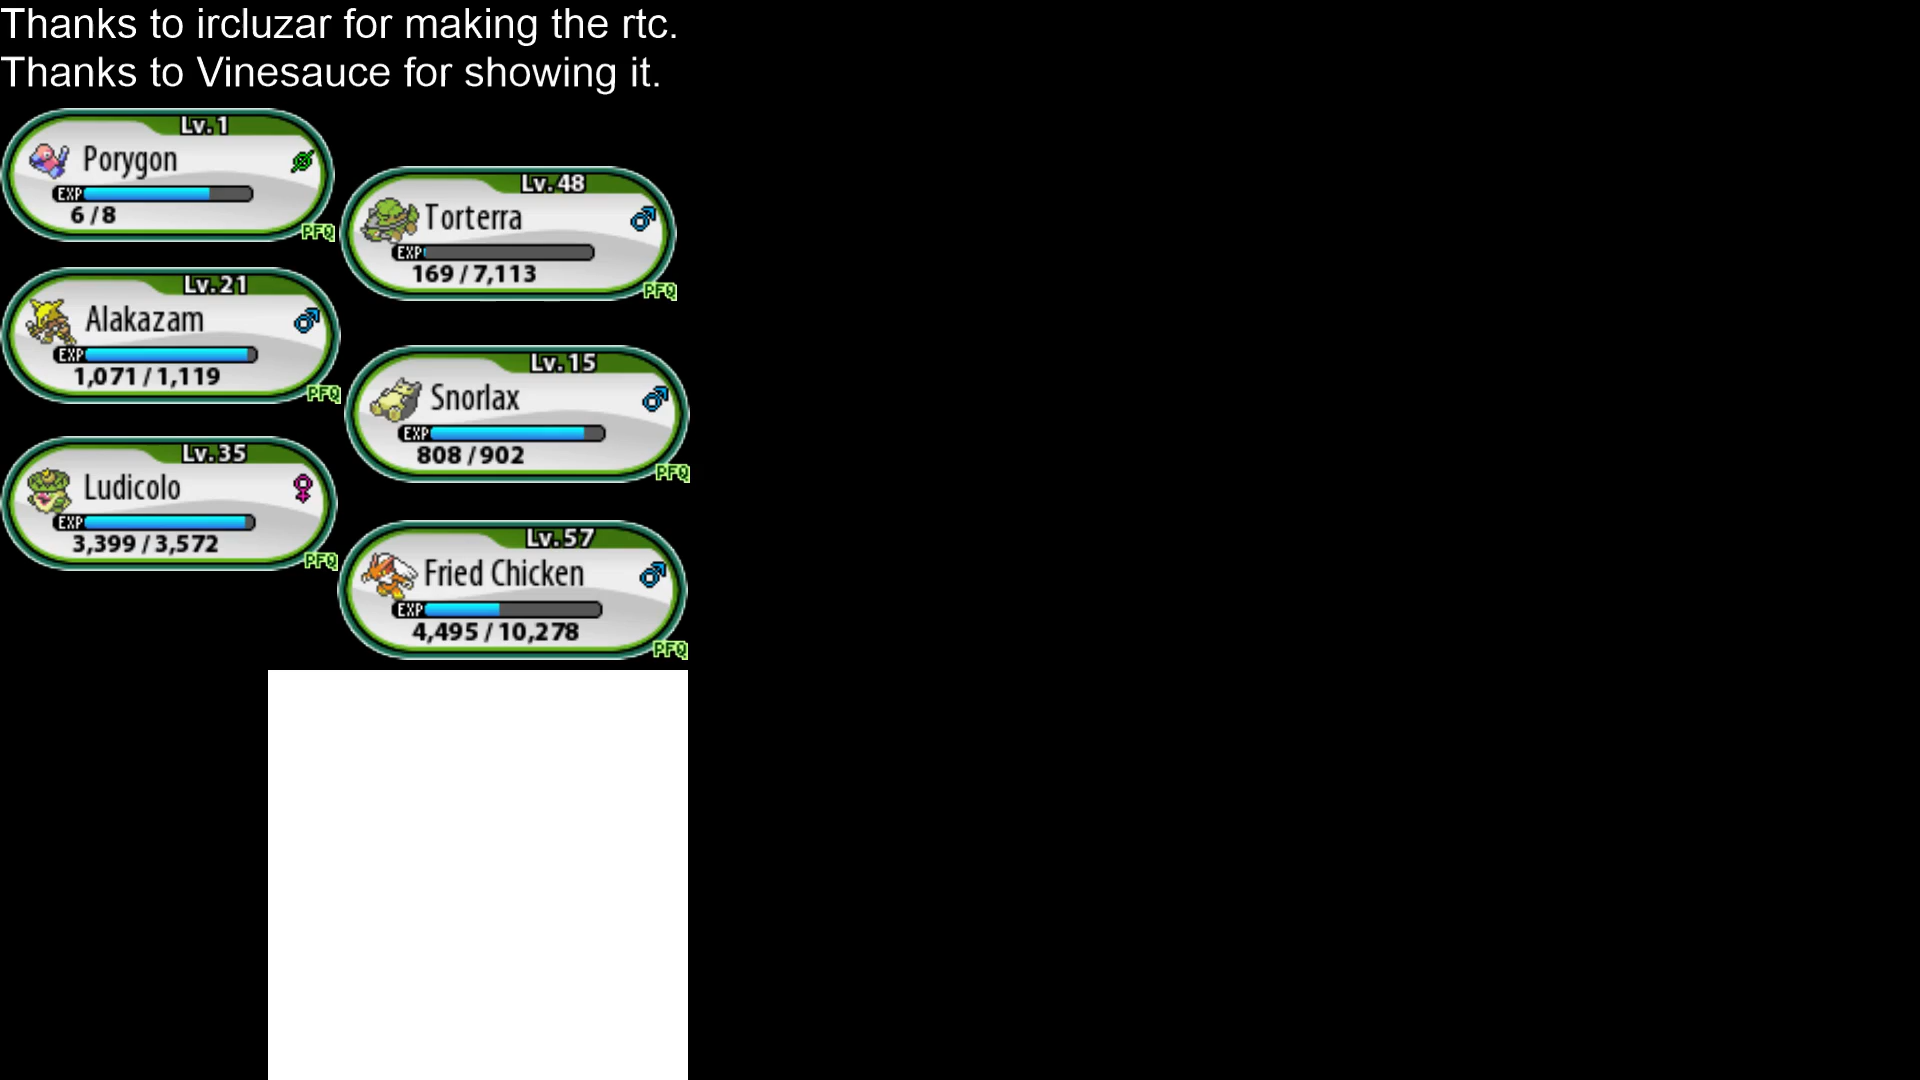 Thanks to ircluzar for making the rtc.
Thanks to Vinesauce for showing it.
Lv.1
Porygon
EXP
6 / 8
PFQ
Lv.48
Torterra
EXP
169 / 7,113
PFQ
Lv.21
Alakazam
EXP
1,071 / 1,119
PFQ
Lv.15
Snorlax
EXP
808 / 902
PFQ
Lv.35
Ludicolo
EXP
3,399 / 3,572
PFQ
Lv.57
Fried Chicken
EXP
4,495 / 10,278
PFQ